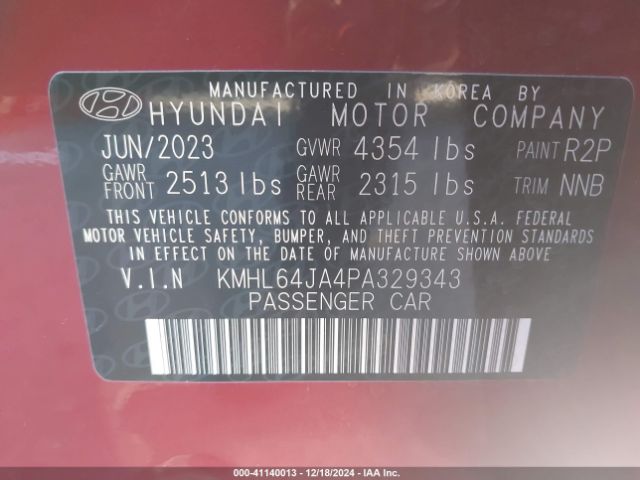 MANUFACTURED IN KOREA BY
HYUNDAI MOTOR COMPANY
JUN/2023 GVWR 4354 lbs PAINT R2P
GAWR FRONT 2513 lbs GAWR REAR 2315 lbs TRIM NNB
THIS VEHICLE CONFORMS TO ALL APPLICABLE U.S.A. FEDERAL
MOTOR VEHICLE SAFETY, BUMPER, AND THEFT PREVENTION
STANDARDS IN EFFECT ON THE DATE OF MANUFACTURE SHOWN ABOVE.
V.I.N KMHL64JA4PA329343
PASSENGER CAR
000-41140013 - 12/18/2024 - IAA Inc.